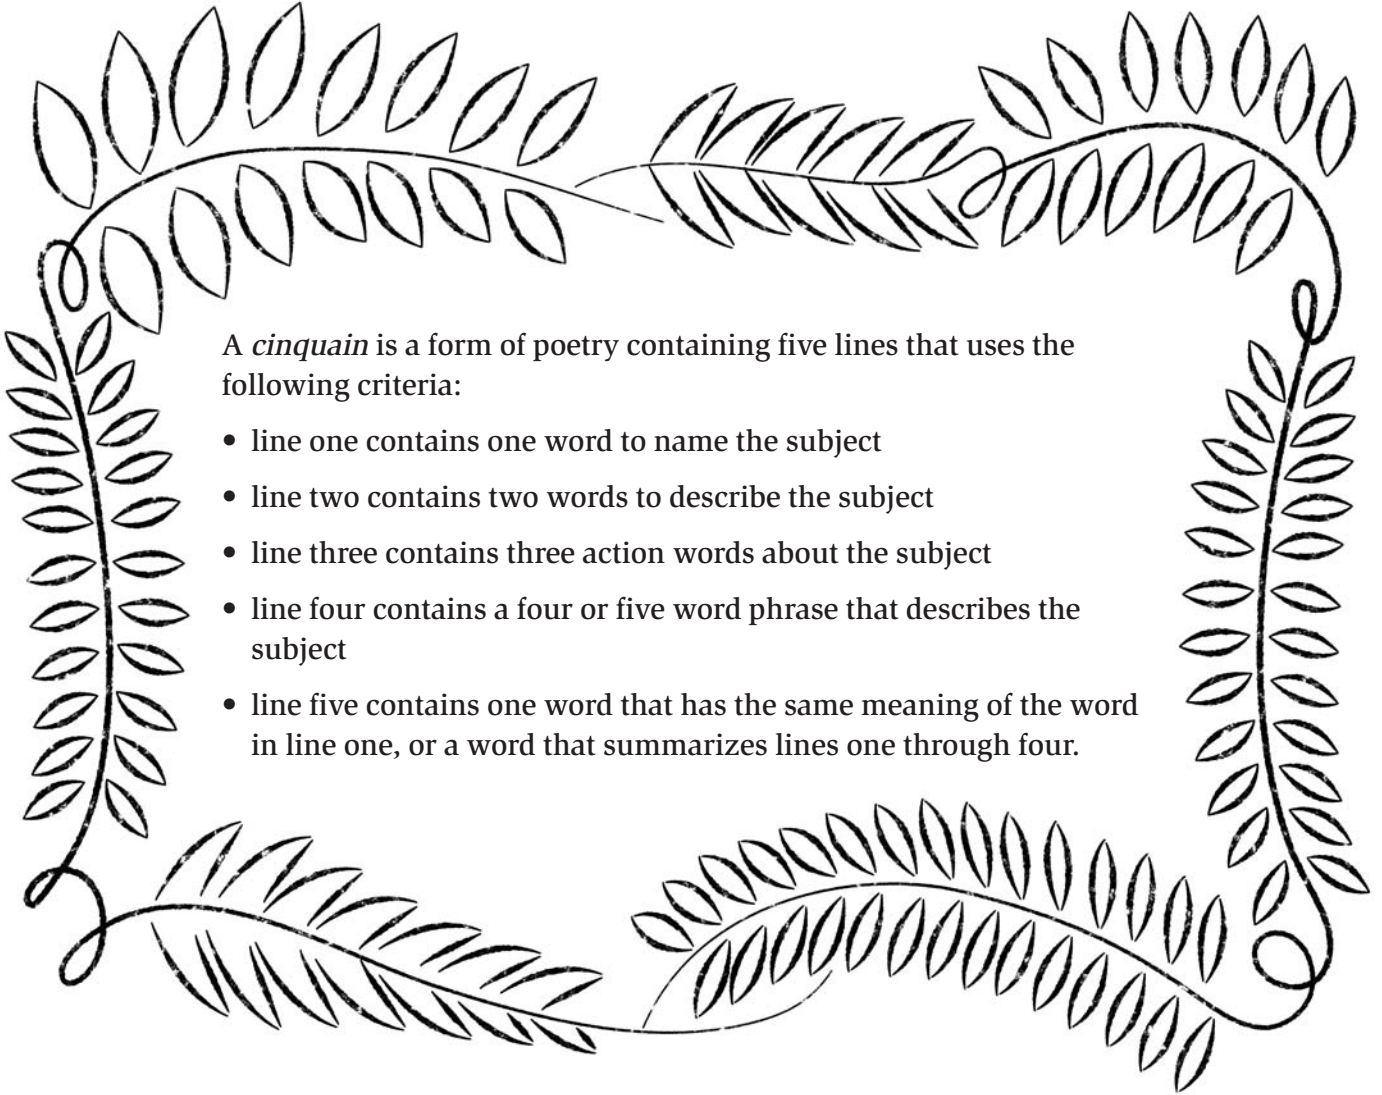 A cinquain is a form of poetry containing five lines that uses the
following criteria:
• line one contains one word to name the subject
• line two contains two words to describe the subject
• line three contains three action words about the subject
• line four contains a four or five word phrase that describes the
subject
• line five contains one word that has the same meaning of the word
in line one, or a word that summarizes lines one through four.